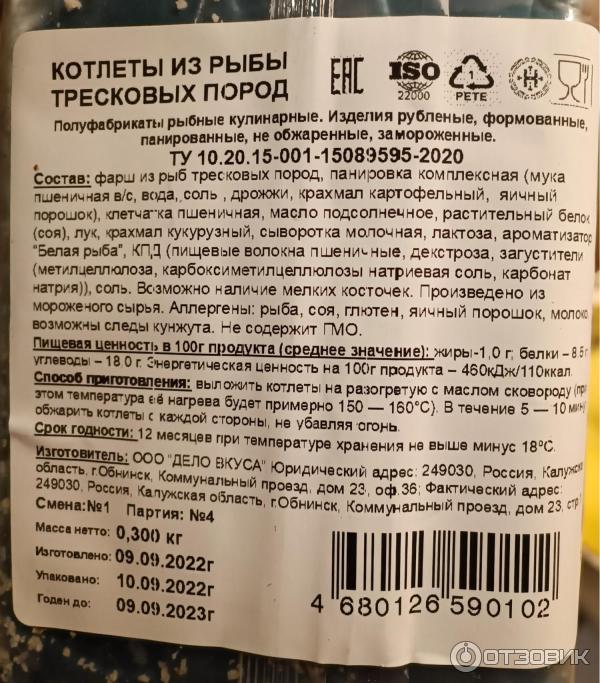 КОТЛЕТЫ ИЗ РЫБЫ
ТРЕСКОВЫХ ПОРОД
EAC
ISO
22000
1
PETE
Полуфабрикаты рыбные кулинарные. Изделия рубленые, формованные,
панированные, не обжаренные, замороженные.
ТУ 10.20.15-001-15089595-2020
Состав: фарш из рыб тресковых пород, панировка комплексная (мука
пшеничная в/с, вода, соль , дрожжи, крахмал картофельный, яичный
порошок), клетчатка пшеничная, масло подсолнечное, растительный белок
(соя), лук, крахмал кукурузный, сыворотка молочная, лактоза, ароматизатор
"Белая рыба", КПД (пищевые волокна пшеничные, декстроза, загустители
(метилцеллюлоза, карбоксиметилцеллюлозы натриевая соль, карбонат
натрия)), соль. Возможно наличие мелких косточек. Произведено из
мороженого сырья. Аллергены: рыба, соя, глютен, яичный порошок, молоко
возможны следы кунжута. Не содержит ГМО.
Пищевая ценность в 100г продукта (среднее значение): жиры-1,0 г; белки – 8,5 г
углеводы – 18.0 г. Энергетическая ценность на 100г продукта – 460кДж/110ккал.
Способ приготовления: выложить котлеты на разогретую с маслом сковороду (при
этом температура её нагрева будет примерно 150 — 160°С). В течение 5 — 10 мину
обжарить котлеты с каждой стороны, не убавляя огонь.
Срок годности: 12 месяцев при температуре хранения не выше минус 18°С.
Изготовитель: ООО "ДЕЛО ВКУСА" Юридический адрес: 249030, Россия, Калужская
область, г.Обнинск, Коммунальный проезд, дом 23, оф.36; Фактический адрес:
249030, Россия, Калужская область, г.Обнинск, Коммунальный проезд, дом 23, стр
Смена:№1 Партия: №4
Масса нетто: 0,300 кг
Изготовлено: 09.09.2022г
Упаковано: 10.09.2022г
Годен до: 09.09.2023г
4 680126 590102
ОТЗОВИК